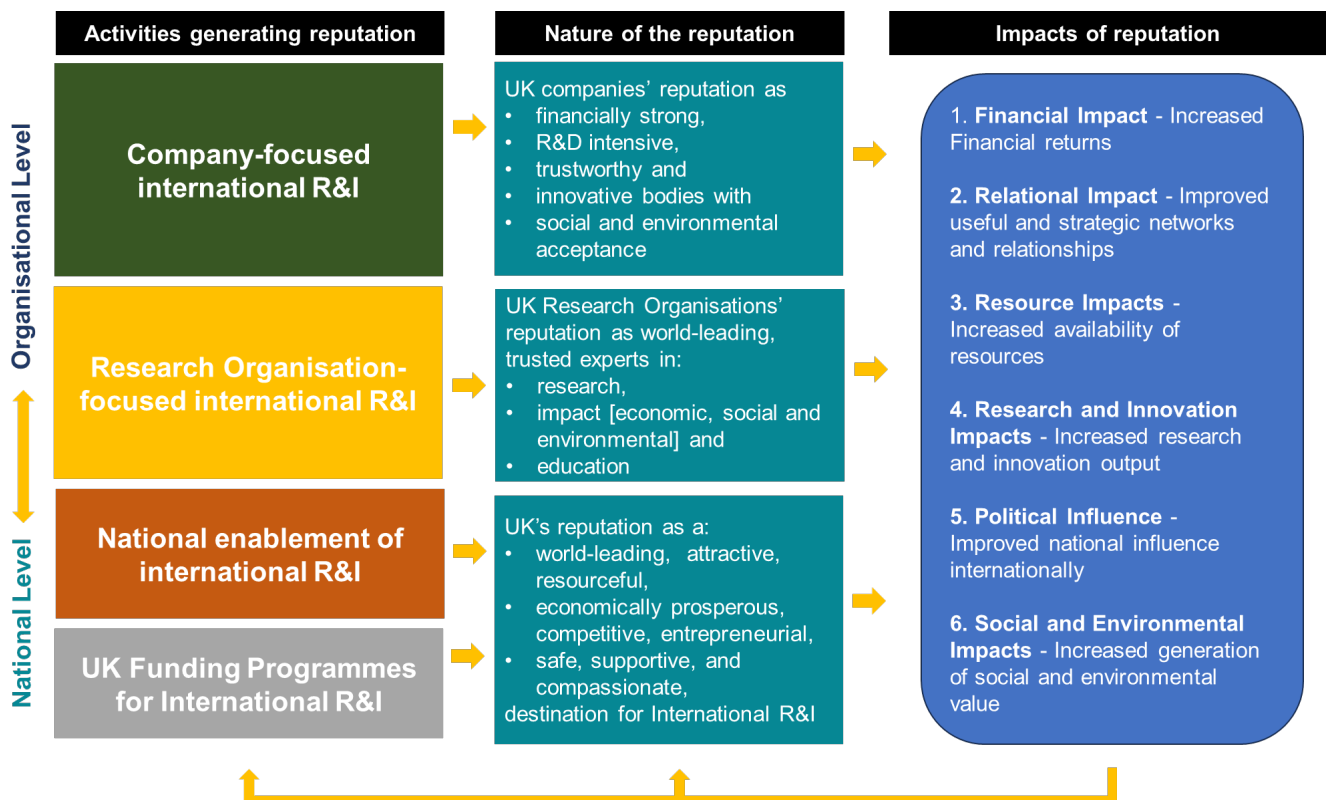 Activities generating reputation
Nature of the reputation
Impacts of reputation
Organisational Level
National Level
Company-focused
international R&I
Research Organisation-
focused international R&I
National enablement of
international R&I
UK Funding Programmes
for International R&I
UK companies’ reputation as
• financially strong,
• R&D intensive,
• trustworthy and
• innovative bodies with
• social and environmental
acceptance
UK Research Organisations’
reputation as world-leading,
trusted experts in:
• research,
• impact [economic, social and
environmental] and
• education
UK’s reputation as a:
• world-leading, attractive,
resourceful,
• economically prosperous,
competitive, entrepreneurial,
• safe, supportive, and
compassionate,
destination for International R&I
1. Financial Impact - Increased
Financial returns
2. Relational Impact - Improved
useful and strategic networks
and relationships
3. Resource Impacts -
Increased availability of
resources
4. Research and Innovation
Impacts - Increased research
and innovation output
5. Political Influence -
Improved national influence
internationally
6. Social and Environmental
Impacts - Increased generation
of social and environmental
value